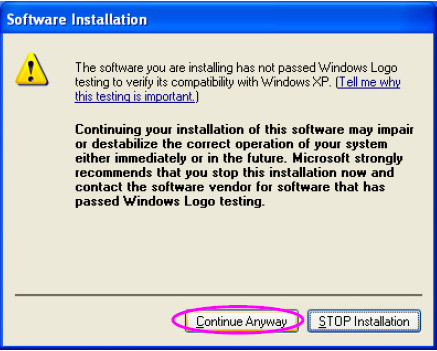 Software Installation
The software you are installing has not passed Windows Logo
testing to verify its compatibility with Windows XP. (Tell me why
this testing is important.)
Continuing your installation of this software may impair
or destabilize the correct operation of your system
either immediately or in the future. Microsoft strongly
recommends that you stop this installation now and
contact the software vendor for software that has
passed Windows Logo testing.
Continue Anyway
STOP Installation